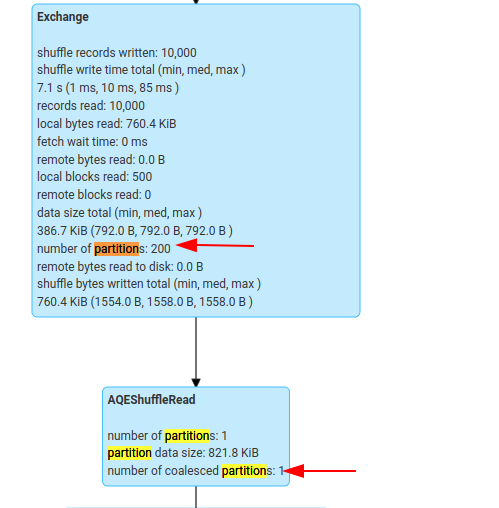 Exchange
shuffle records written: 10,000
shuffle write time total (min, med, max )
7.1 s (1 ms, 10 ms, 85 ms )
records read: 10,000
local bytes read: 760.4 KiB
fetch wait time: 0 ms
remote bytes read: 0.0 B
local blocks read: 500
remote blocks read: 0
data size total (min, med, max )
386.7 KiB (792.0 B, 792.0 B, 792.0 B )
number of partitions: 200
remote bytes read to disk: 0.0 B
shuffle bytes written total (min, med, max )
760.4 KiB (1554.0 B, 1558.0 B, 1558.0 B )
AQEShuffleRead
number of partitions: 1
partition data size: 821.8 KiB
number of coalesced partitions: 1